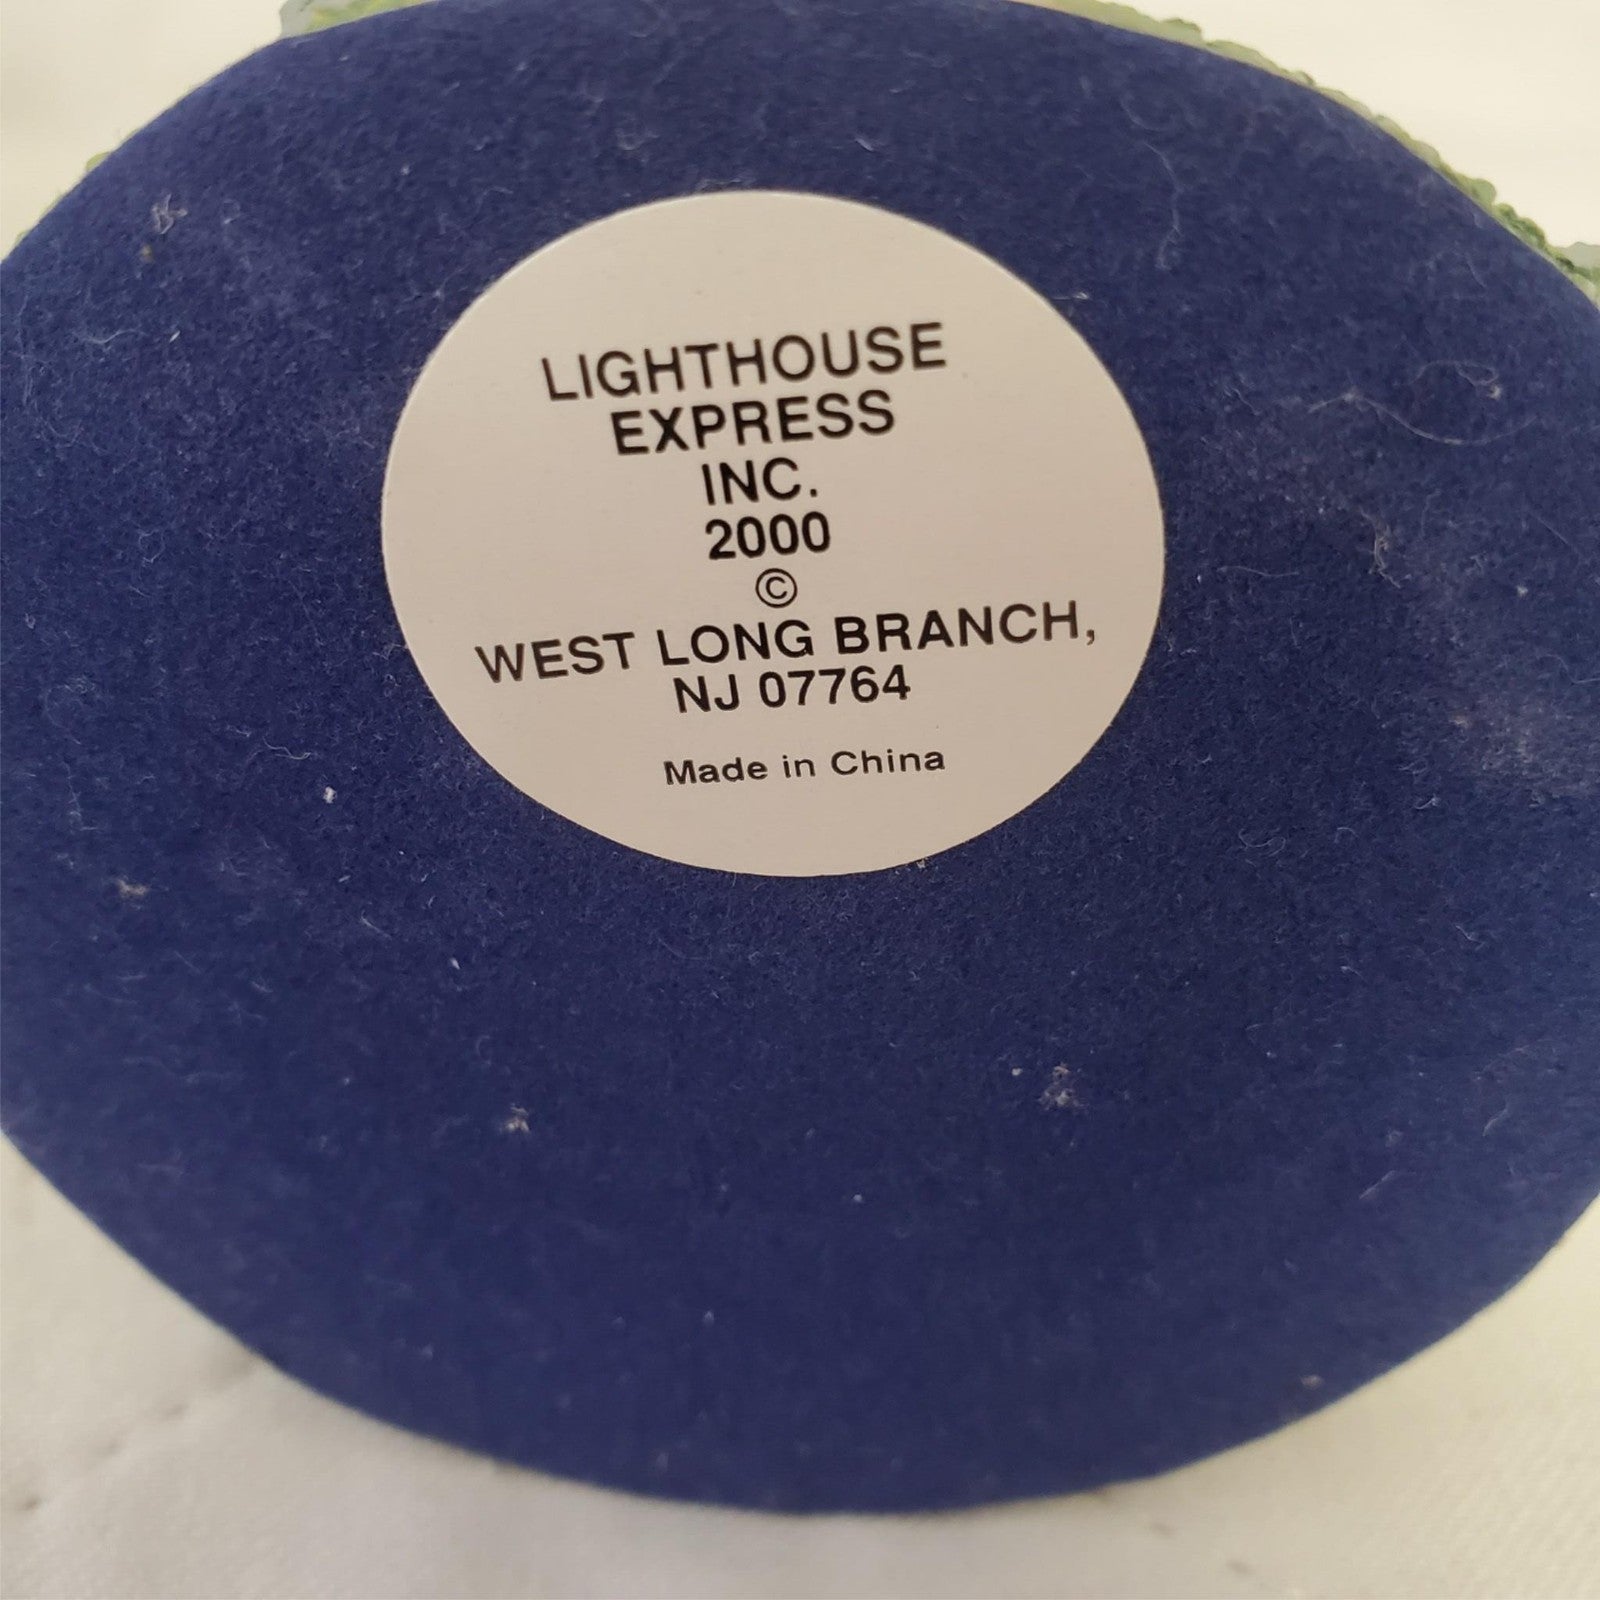 LIGHTHOUSE
EXPRESS
INC.
2000
©
WEST LONG BRANCH,
NJ 07764
Made in China